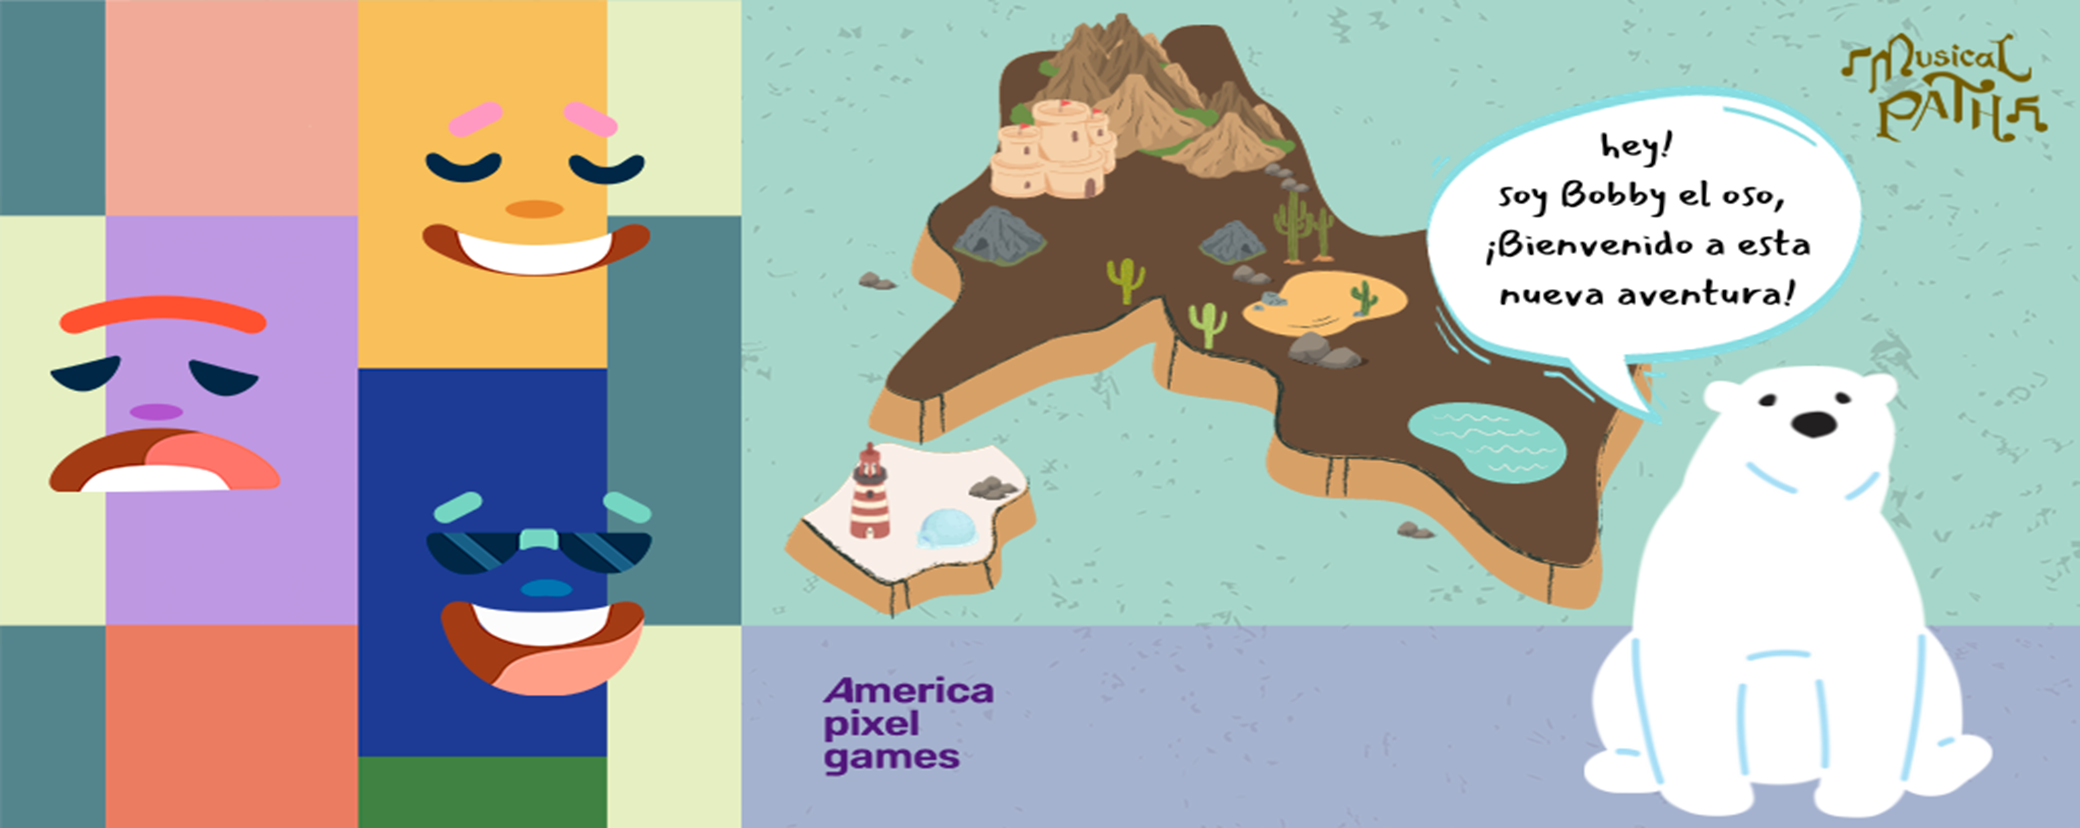 Musical
Path
hey!
soy Bobby el oso,
¡Bienvenido a esta
nueva aventura!
America
pixel
games